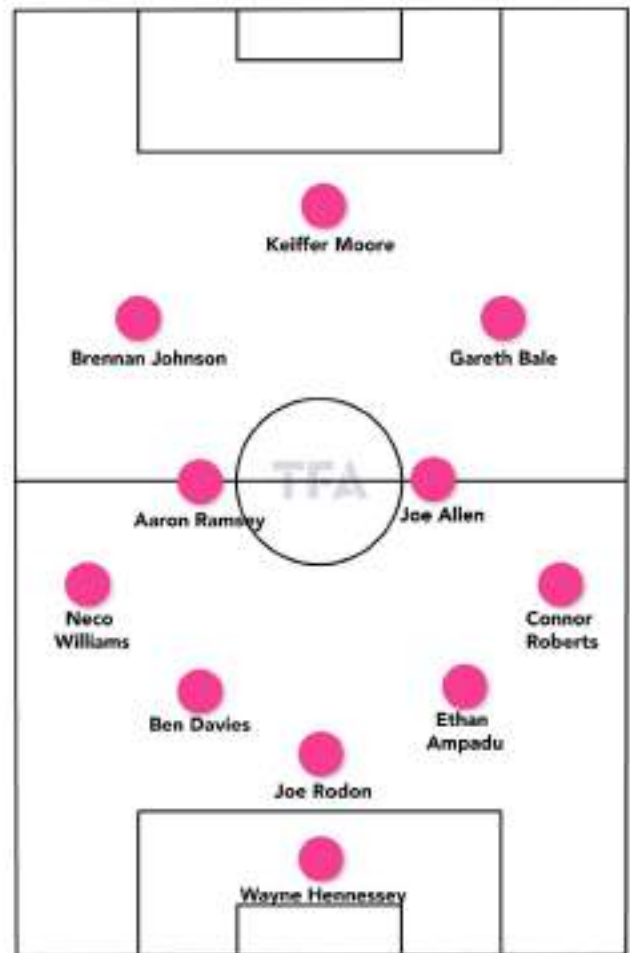 Keiffer Moore
Brennan Johnson
Gareth Bale
TFA
Aaron Ramsey
Joe Allen
Neco
Williams
Connor
Roberts
Ben Davies
Ethan
Ampadu
Joe Rodon
Wayne Hennessey